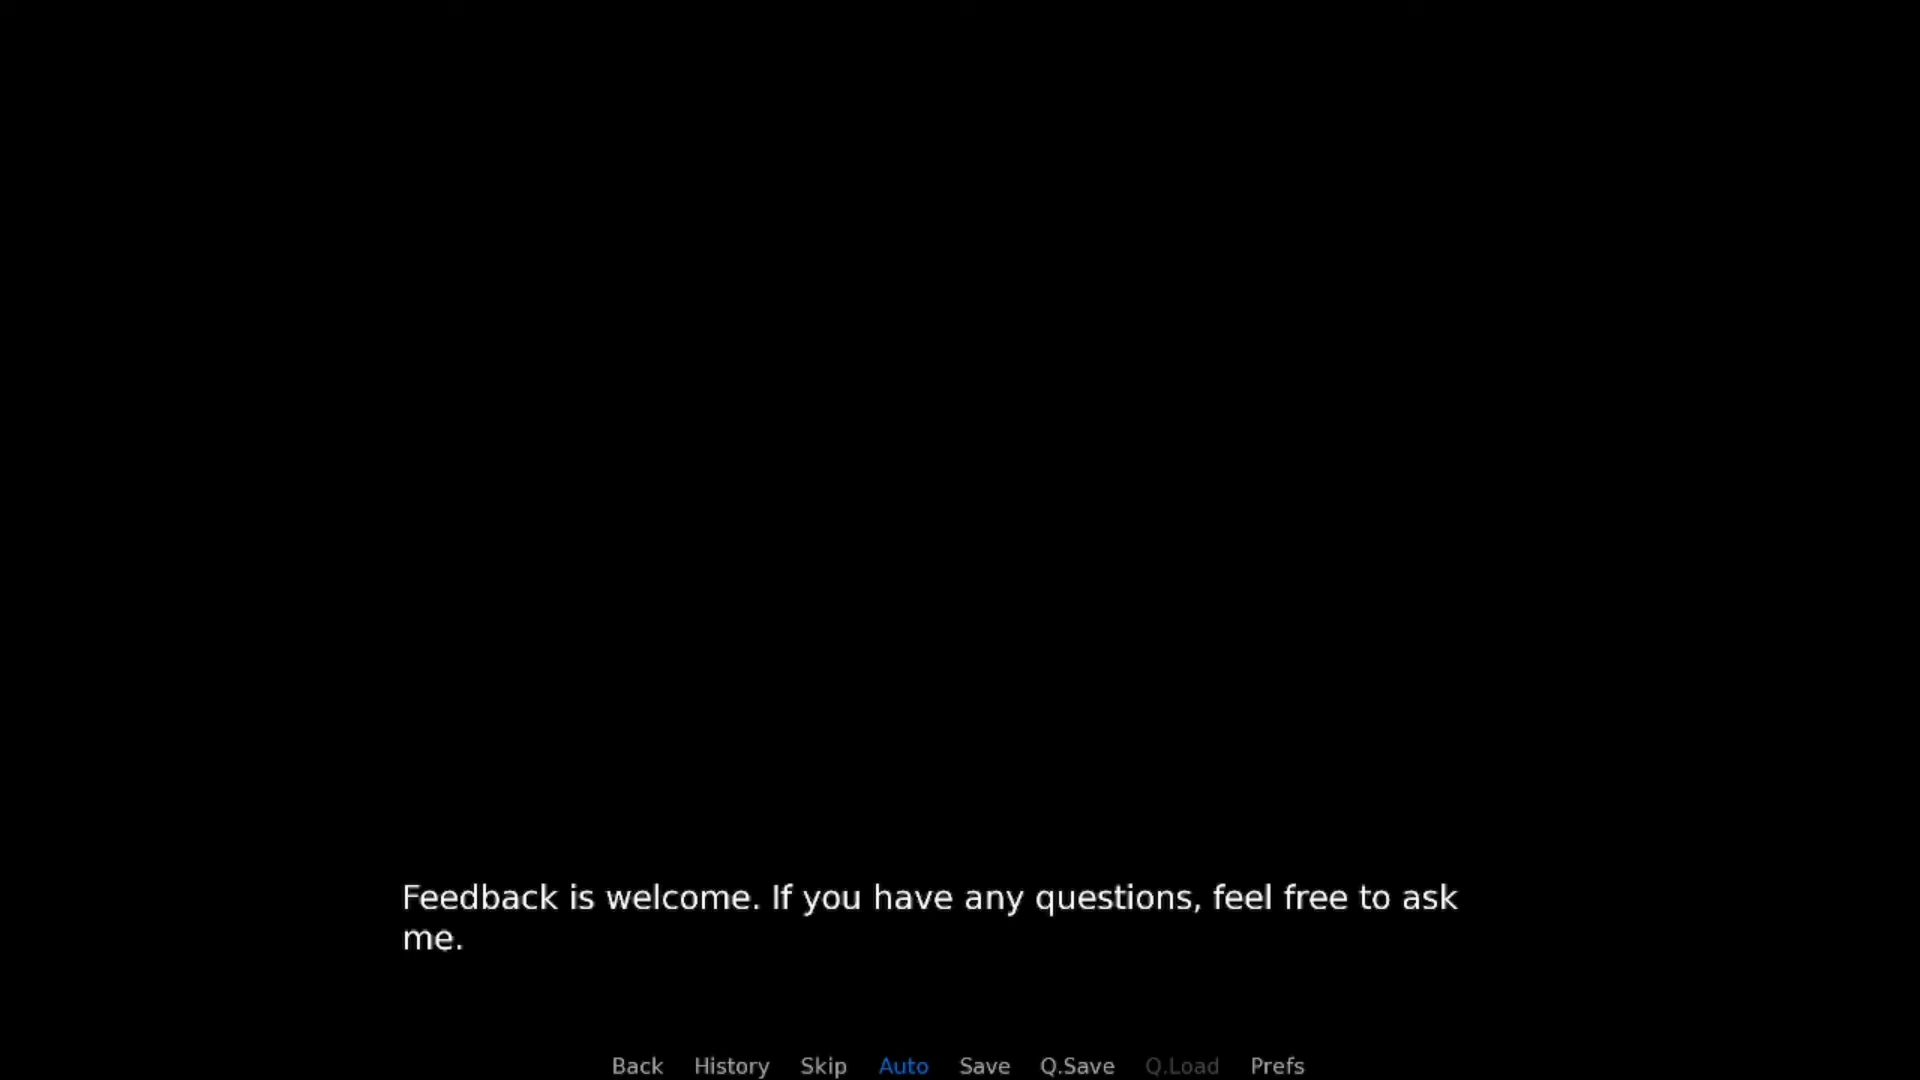 Feedback is welcome. If you have any questions, feel free to ask
me.
Back History Skip Auto Save Q.Save Q.Load Prefs